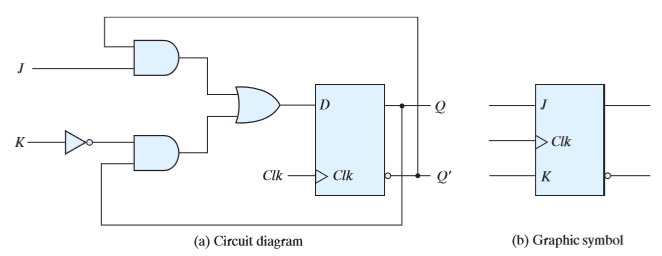 J
K
D
Q
Clk
Clk
Q'
(a) Circuit diagram
J
Clk
K
(b) Graphic symbol